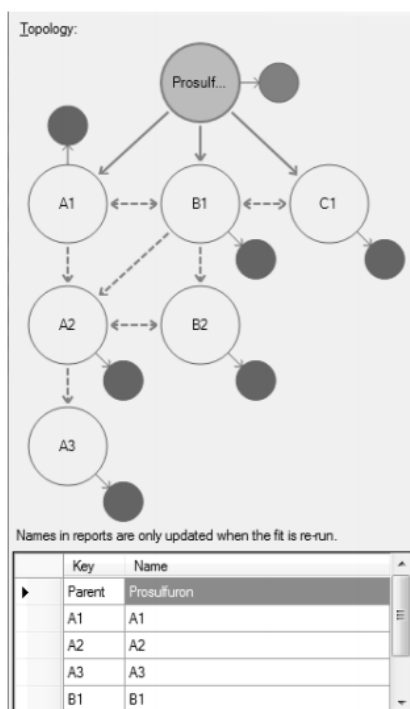 Topology:
Prosulf...
A1
B1
C1
A2
B2
A3
Names in reports are only updated when the fit is re-run.
Key Name
Parent Prosulfuron
A1 A1
A2 A2
A3 A3
B1 B1